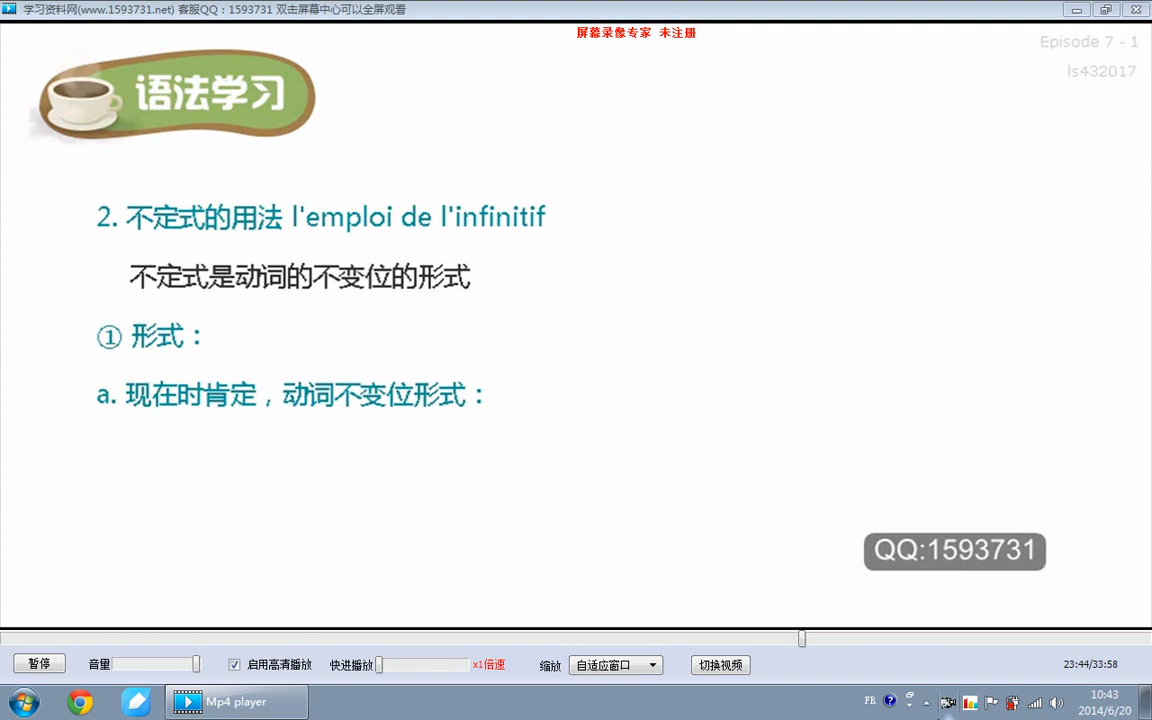 学习资料网(www.1593731.net) 客服QQ：1593731 双击屏幕中心可以全屏观看
屏幕录像专家 未注册
Episode 7 - 1
ls432017
语法学习
2. 不定式的用法 l'emploi de l'infinitif
不定式是动词的不变位的形式
① 形式：
a. 现在时肯定，动词不变位形式：
QQ:1593731
暂停 音量 启用高清播放 快进播放 x1倍速 缩放 自适应窗口 切换视频 23:44/33:58
Mp4 player
FR
10:43
2014/6/20